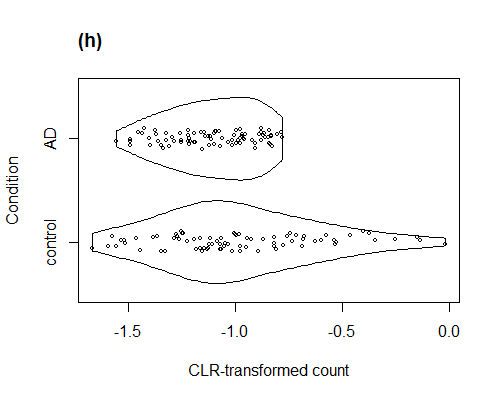 (h)
Condition
AD
control
-1.5 -1.0 -0.5 0.0
CLR-transformed count